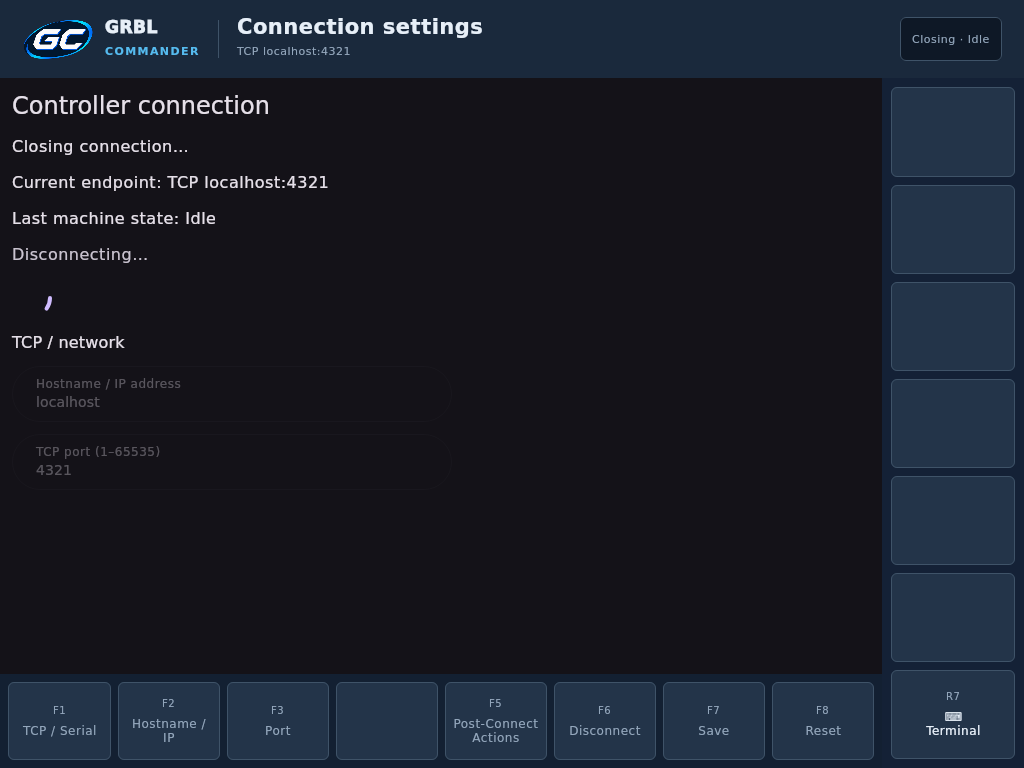 GC
GRBL
COMMANDER
Connection settings
TCP localhost:4321
Closing · Idle
Controller connection
Closing connection…
Current endpoint: TCP localhost:4321
Last machine state: Idle
Disconnecting…
TCP / network
Hostname / IP address
localhost
TCP port (1–65535)
4321
F1
TCP / Serial
F2
Hostname /
IP
F3
Port
F5
Post-Connect
Actions
F6
Disconnect
F7
Save
F8
Reset
R7
Terminal